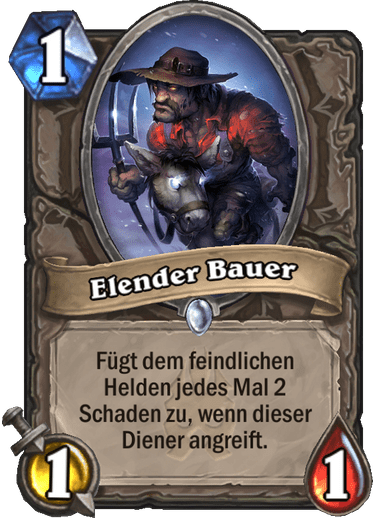 1
Elender Bauer
Fügt dem feindlichen
Helden jedes Mal 2
Schaden zu, wenn dieser
Diener angreift.
1
1